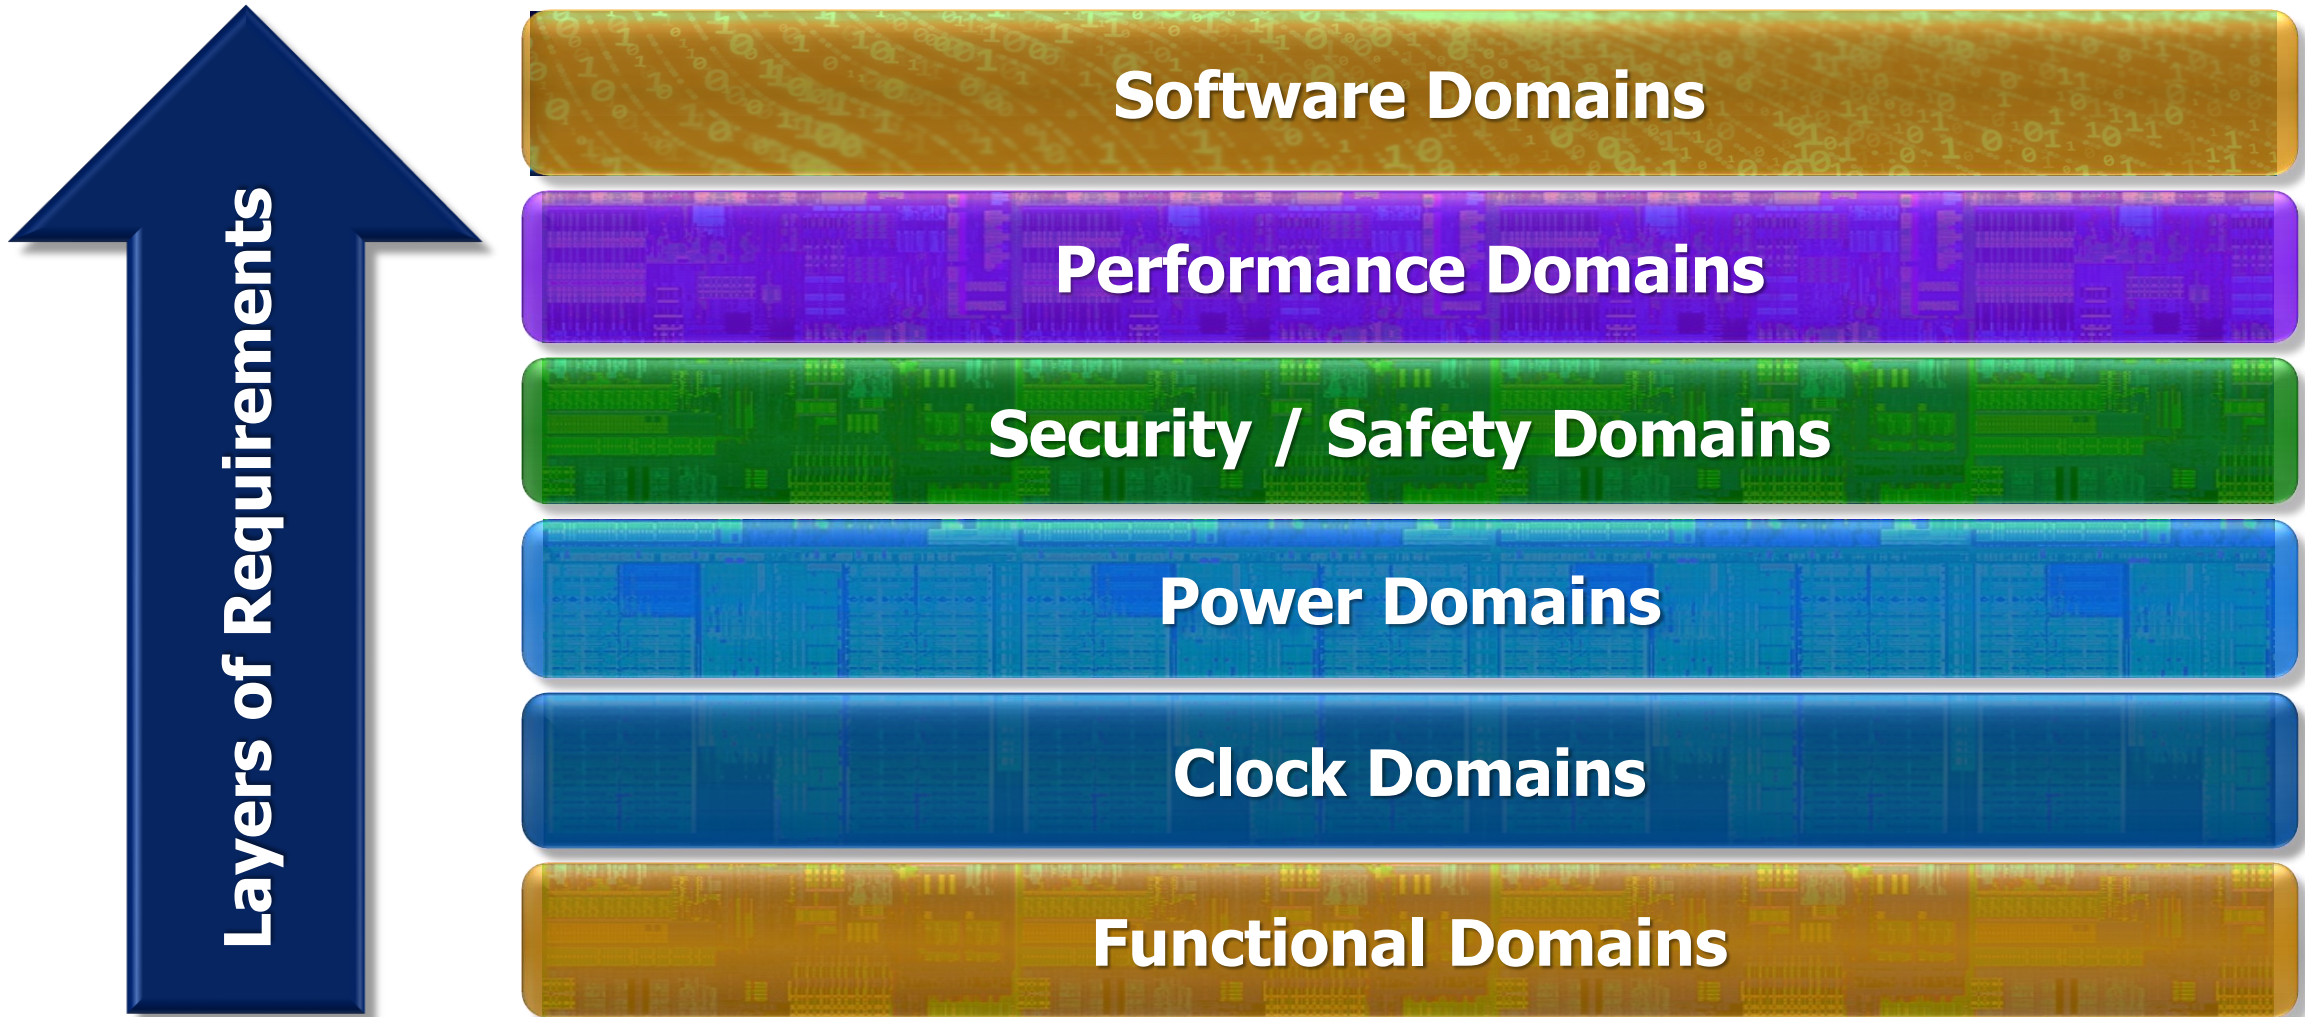 Layers of Requirements
Software Domains
Performance Domains
Security / Safety Domains
Power Domains
Clock Domains
Functional Domains